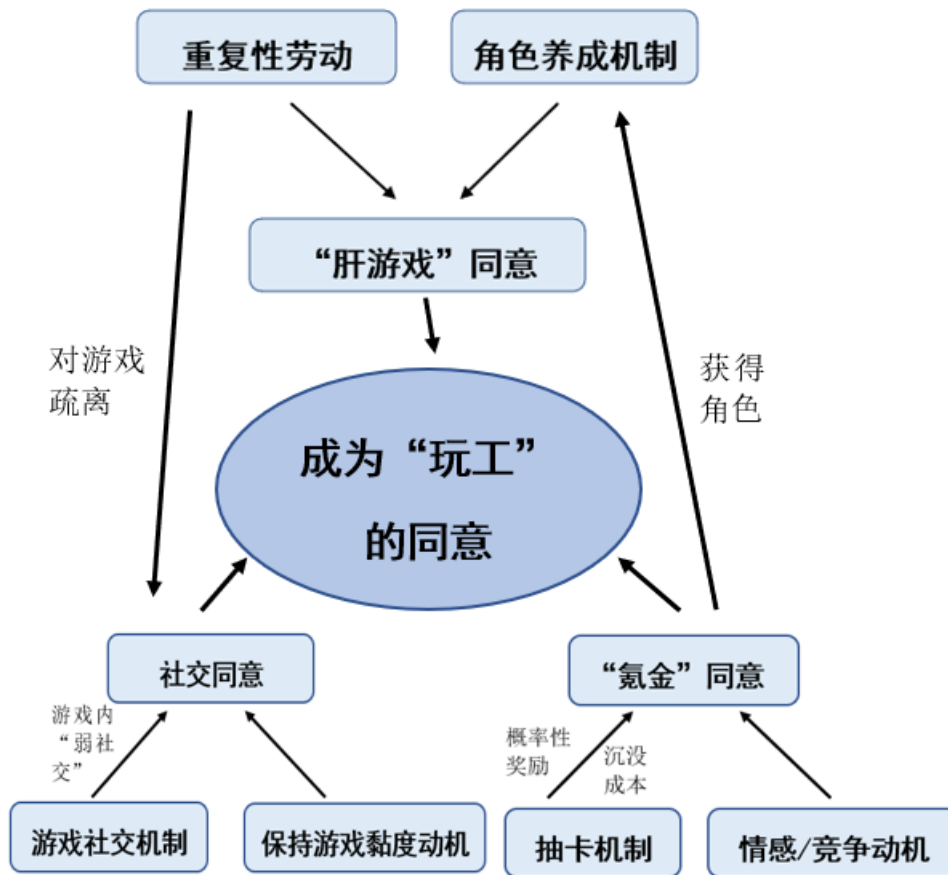 重复性劳动
角色养成机制
“肝游戏”同意
对游戏
疏离
获得
角色
成为“玩工”
的同意
社交同意
“氪金”同意
游戏内
“弱社
交”
概率性
奖励
沉没
成本
游戏社交机制
保持游戏黏度动机
抽卡机制
情感/竞争动机